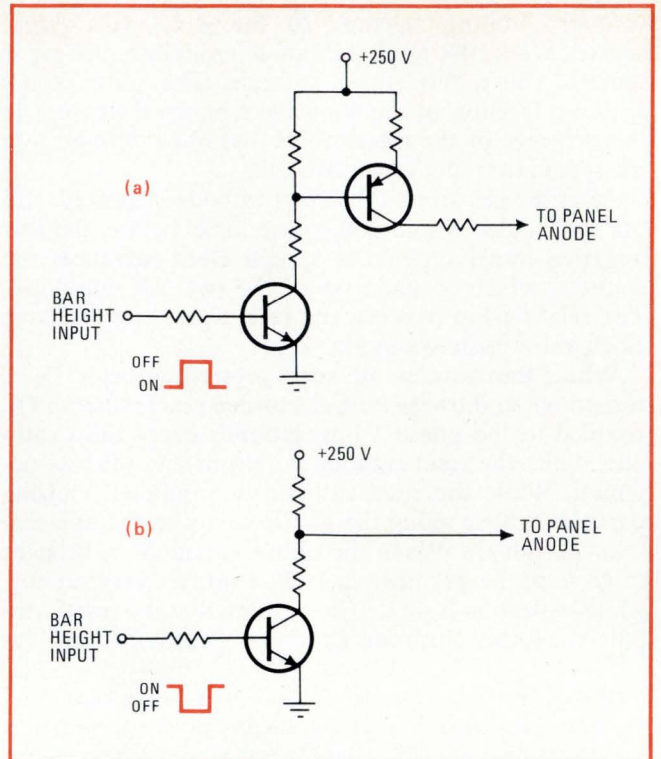 +250 V
(a)
TO PANEL
ANODE
BAR
HEIGHT
INPUT
OFF
ON
+250 V
(b)
TO PANEL
ANODE
BAR
HEIGHT
INPUT
ON
OFF